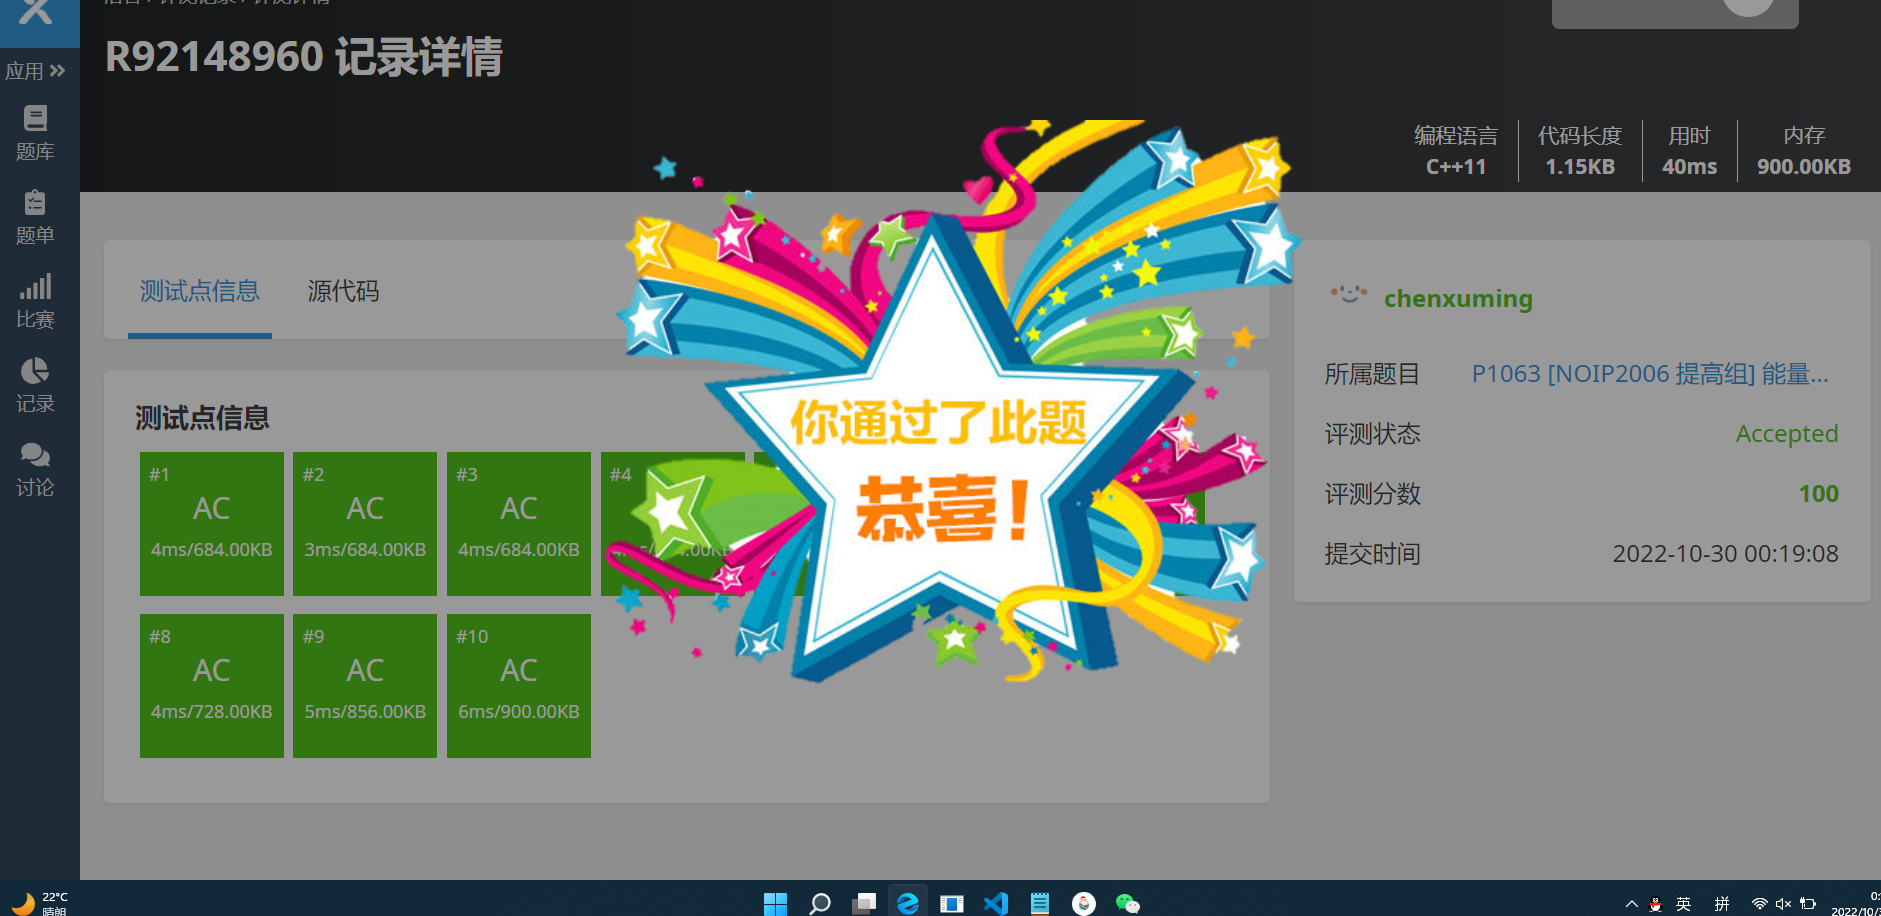 R92148960 记录详情
应用
题库
题单
比赛
记录
讨论
编程语言
C++11
代码长度
1.15KB
用时
40ms
内存
900.00KB
测试点信息
源代码
测试点信息
#1
AC
4ms/684.00KB
#2
AC
3ms/684.00KB
#3
AC
4ms/684.00KB
#4
#8
AC
4ms/728.00KB
#9
AC
5ms/856.00KB
#10
AC
6ms/900.00KB
你通过了此题
恭喜!
chenxuming
所属题目
P1063 [NOIP2006 提高组] 能量...
评测状态
Accepted
评测分数
100
提交时间
2022-10-30 00:19:08
22°C
晴朗
英
拼